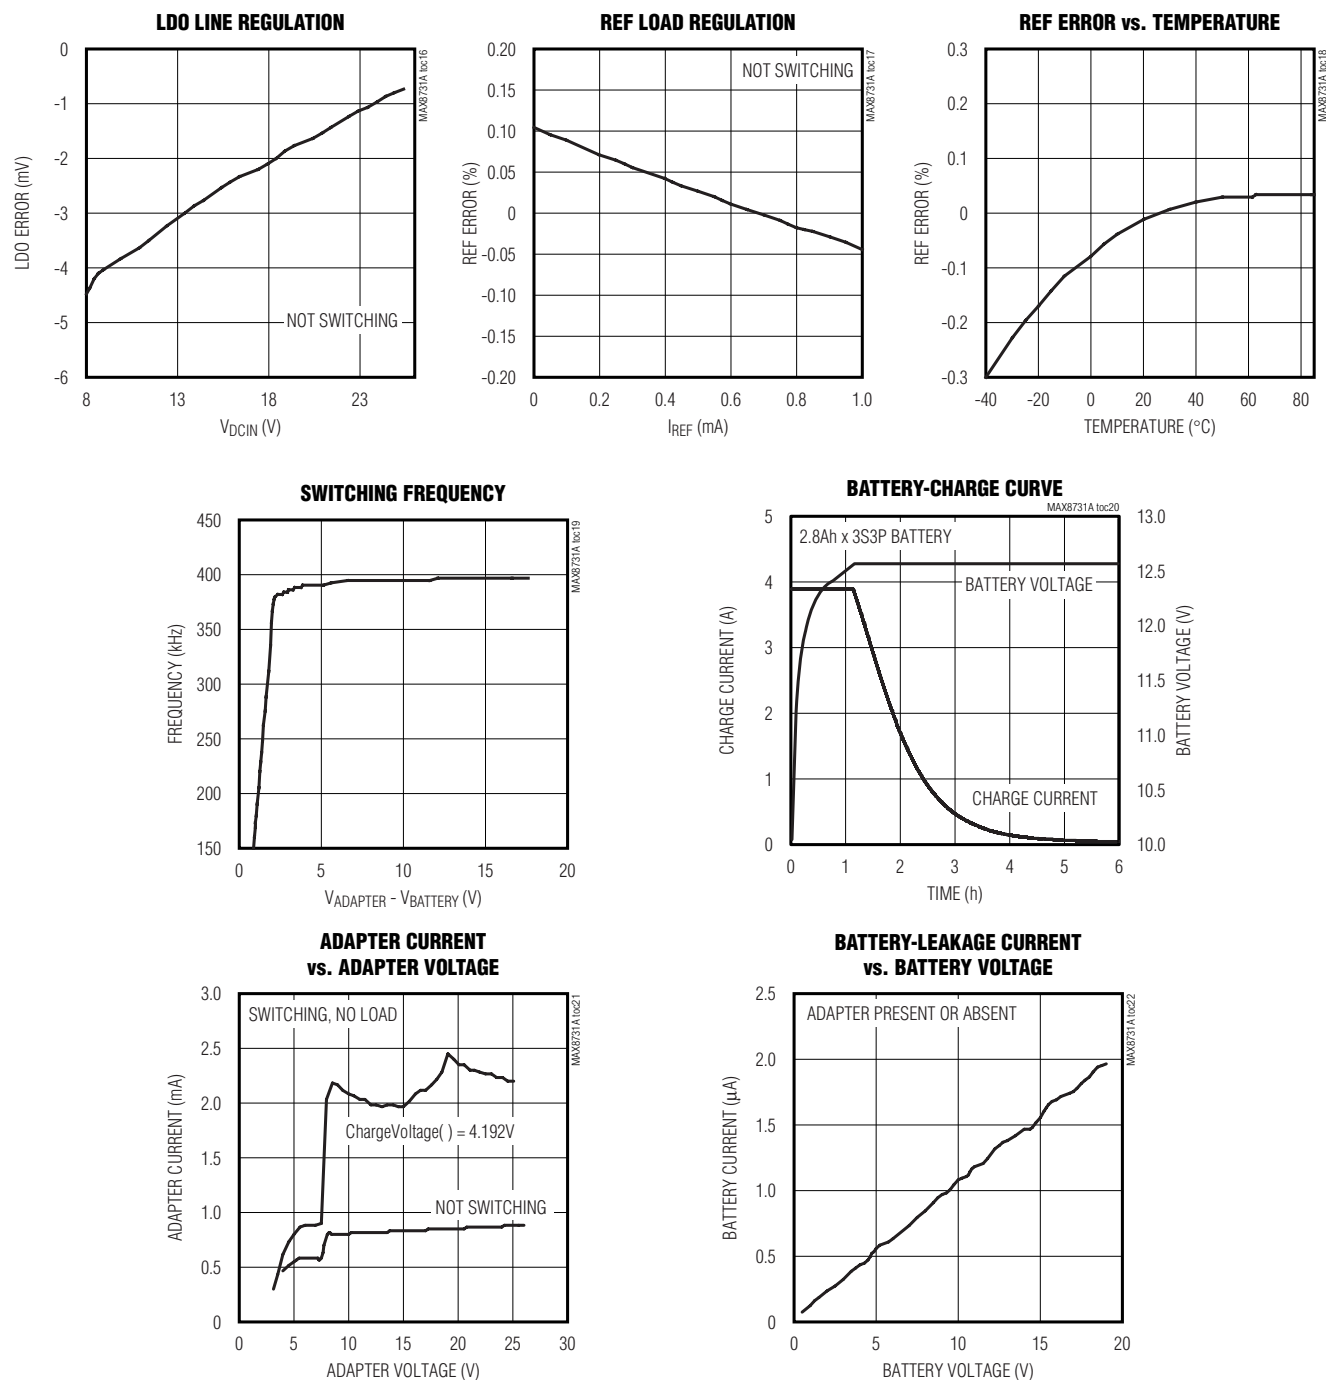 LDO LINE REGULATION
MAX8731A toc16
LDO ERROR (mV)
0
-1
-2
-3
-4
-5
-6
NOT SWITCHING
8 13 18 23
VDCIN (V)
REF LOAD REGULATION
MAX8731A toc17
REF ERROR (%)
0.20
0.15
0.10
0.05
0
-0.05
-0.10
0.15
-0.20
NOT SWITCHING
0 0.2 0.4 0.6 0.8 1.0
IREF (mA)
REF ERROR vs. TEMPERATURE
MAX8731A toc18
REF ERROR (%)
0.3
0.2
0.1
0
-0.1
-0.2
-0.3
-40 -20 0 20 40 60 80
TEMPERATURE (°C)
SWITCHING FREQUENCY
MAX8731A toc19
FREQUENCY (kHz)
450
400
350
300
250
200
150
0 5 10 15 20
VADAPTER - VBATTERY (V)
BATTERY-CHARGE CURVE
MAX8731A toc20
CHARGE CURRENT (A)
5
4
3
2
1
0
2.8Ah x 3S3P BATTERY
BATTERY VOLTAGE
CHARGE CURRENT
13.0
12.5
12.0
11.5
11.0
10.5
10.0
BATTERY VOLTAGE (V)
0 1 2 3 4 5 6
TIME (h)
ADAPTER CURRENT
vs. ADAPTER VOLTAGE
MAX8731A toc21
ADAPTER CURRENT (mA)
3.0
2.5
2.0
1.5
1.0
0.5
0
SWITCHING, NO LOAD
ChargeVoltage( ) = 4.192V
NOT SWITCHING
0 5 10 15 20 25 30
ADAPTER VOLTAGE (V)
BATTERY-LEAKAGE CURRENT
vs. BATTERY VOLTAGE
MAX8731A toc22
BATTERY CURRENT (µA)
2.5
2.0
1.5
1.0
0.5
0
ADAPTER PRESENT OR ABSENT
0 5 10 15 20
BATTERY VOLTAGE (V)